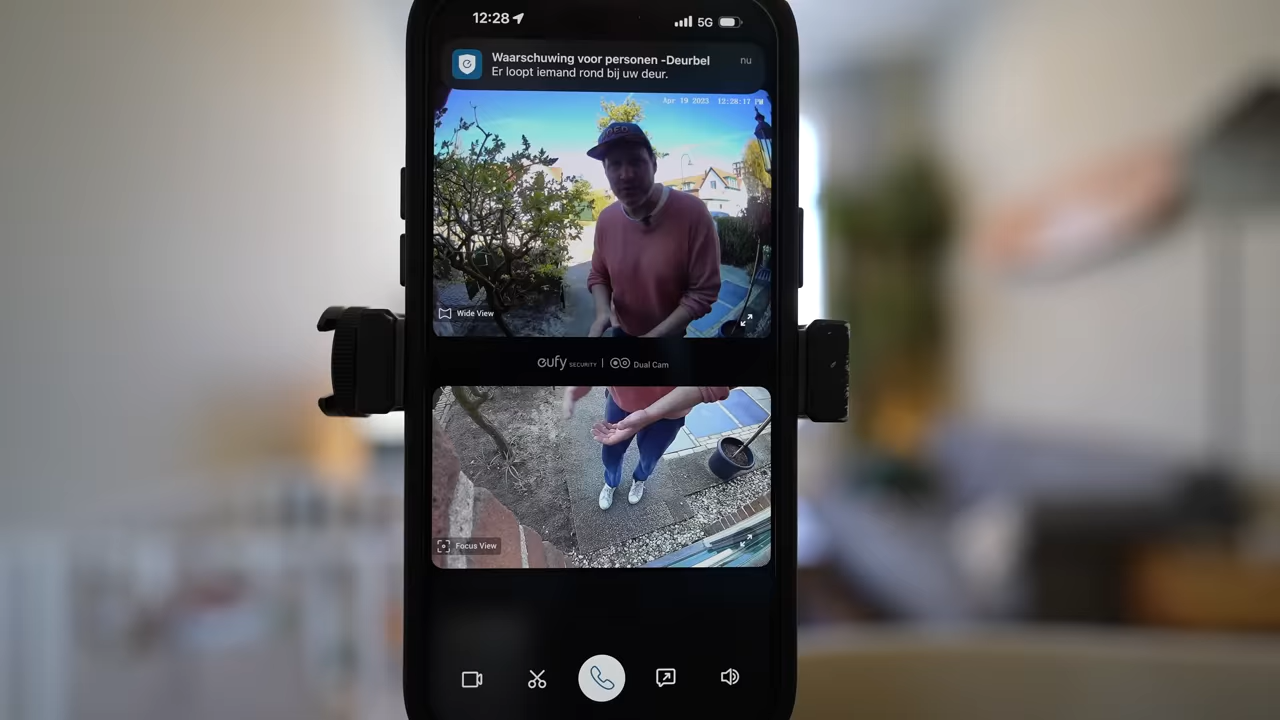 12:28
5G
Waarschuwing voor personen -Deurbel
nu
Er loopt iemand rond bij uw deur.
Apr 19 2023 12:28:17 PM
Wide View
eufy SECURITY | Dual Cam
Focus View